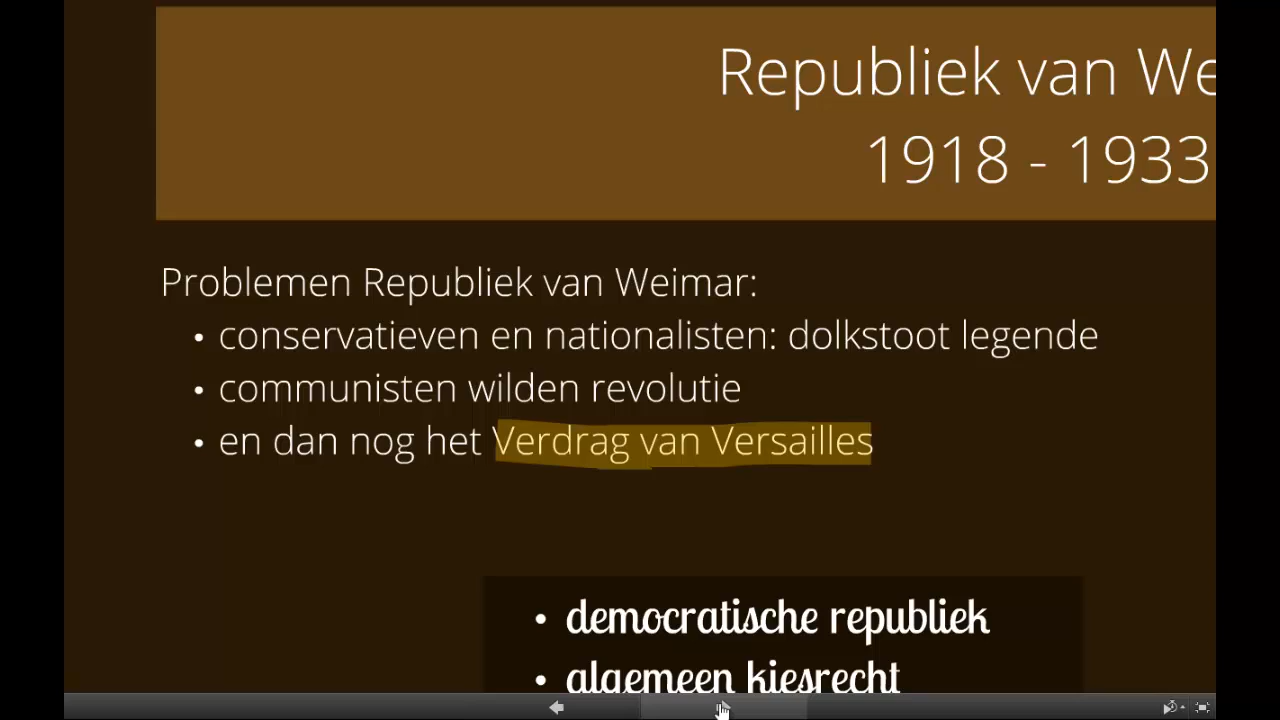 Republiek van We
1918 - 1933
Problemen Republiek van Weimar:
• conservatieven en nationalisten: dolkstoot legende
• communisten wilden revolutie
• en dan nog het Verdrag van Versailles
• democratische republiek
• algemeen kiesrecht